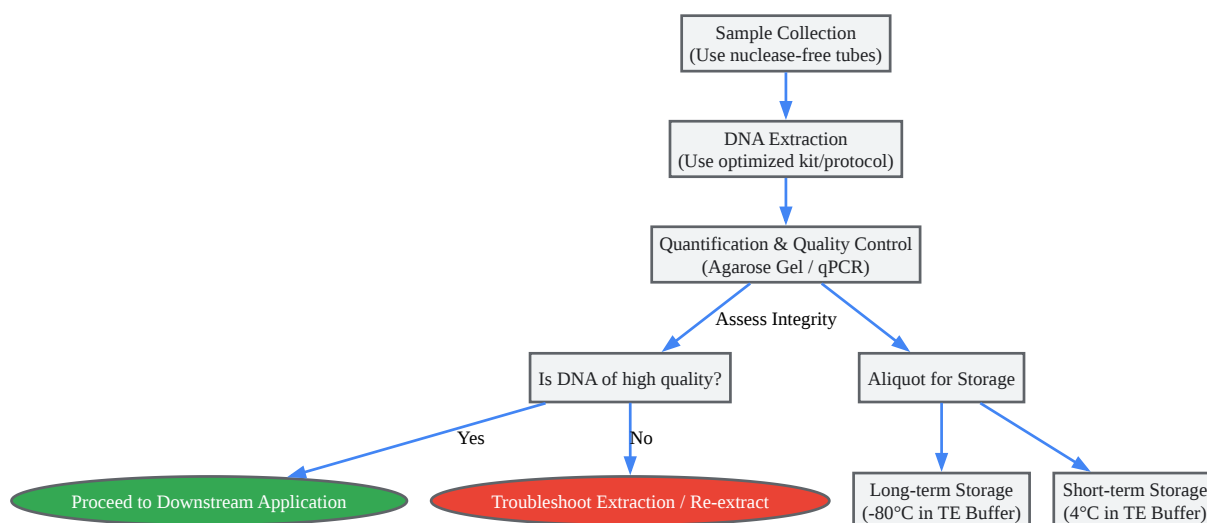 Sample Collection
(Use nuclease-free tubes)
DNA Extraction
(Use optimized kit/protocol)
Quantification & Quality Control
(Agarose Gel / qPCR)
Assess Integrity
Is DNA of high quality?
Aliquot for Storage
Yes
No
Proceed to Downstream Application
Troubleshoot Extraction / Re-extract
Long-term Storage
(-80°C in TE Buffer)
Short-term Storage
(4°C in TE Buffer)